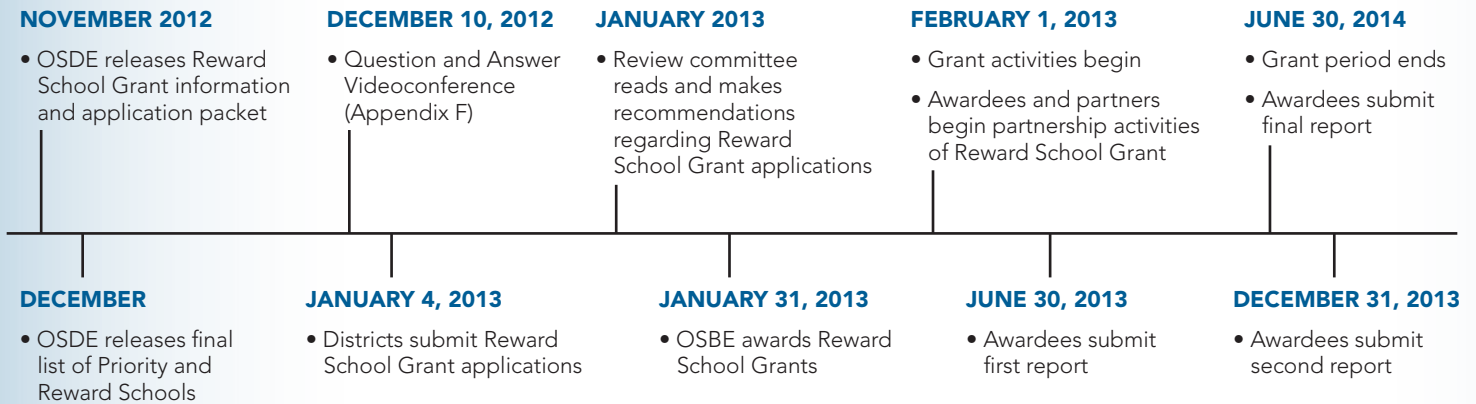 NOVEMBER 2012
• OSDE releases Reward
School Grant information
and application packet
DECEMBER 10, 2012
• Question and Answer
Videoconference
(Appendix F)
JANUARY 2013
• Review committee
reads and makes
recommendations
regarding Reward
School Grant applications
FEBRUARY 1, 2013
• Grant activities begin
• Awardees and partners
begin partnership activities
of Reward School Grant
JUNE 30, 2014
• Grant period ends
• Awardees submit
final report
DECEMBER
• OSDE releases final
list of Priority and
Reward Schools
JANUARY 4, 2013
• Districts submit Reward
School Grant applications
JANUARY 31, 2013
• OSBE awards Reward
School Grants
JUNE 30, 2013
• Awardees submit
first report
DECEMBER 31, 2013
• Awardees submit
second report